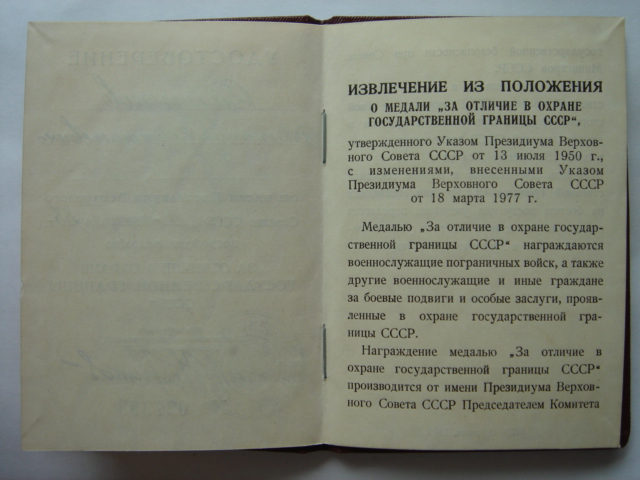 ИЗВЛЕЧЕНИЕ ИЗ ПОЛОЖЕНИЯ
О МЕДАЛИ „ЗА ОТЛИЧИЕ В ОХРАНЕ
ГОСУДАРСТВЕННОЙ ГРАНИЦЫ СССР“,
утвержденного Указом Президиума Верхов-
ного Совета СССР от 13 июля 1950 г.,
с изменениями, внесенными Указом
Президиума Верховного Совета СССР
от 18 марта 1977 г.
Медалью „За отличие в охране государ-
ственной границы СССР“ награждаются
военнослужащие пограничных войск, а также
другие военнослужащие и иные граждане
за боевые подвиги и особые заслуги, прояв-
ленные в охране государственной гра-
ницы СССР.
Награждение медалью „За отличие в
охране государственной границы СССР“
производится от имени Президиума Верхов-
ного Совета СССР Председателем Комитета